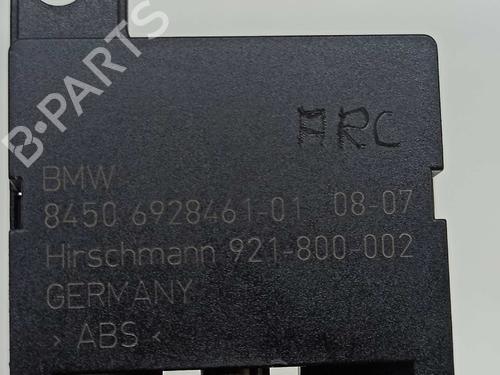 B-PARTS
ARC
BMW
8450 6928461-01 08-07
Hirschmann 921-800-002
GERMANY
> ABS <